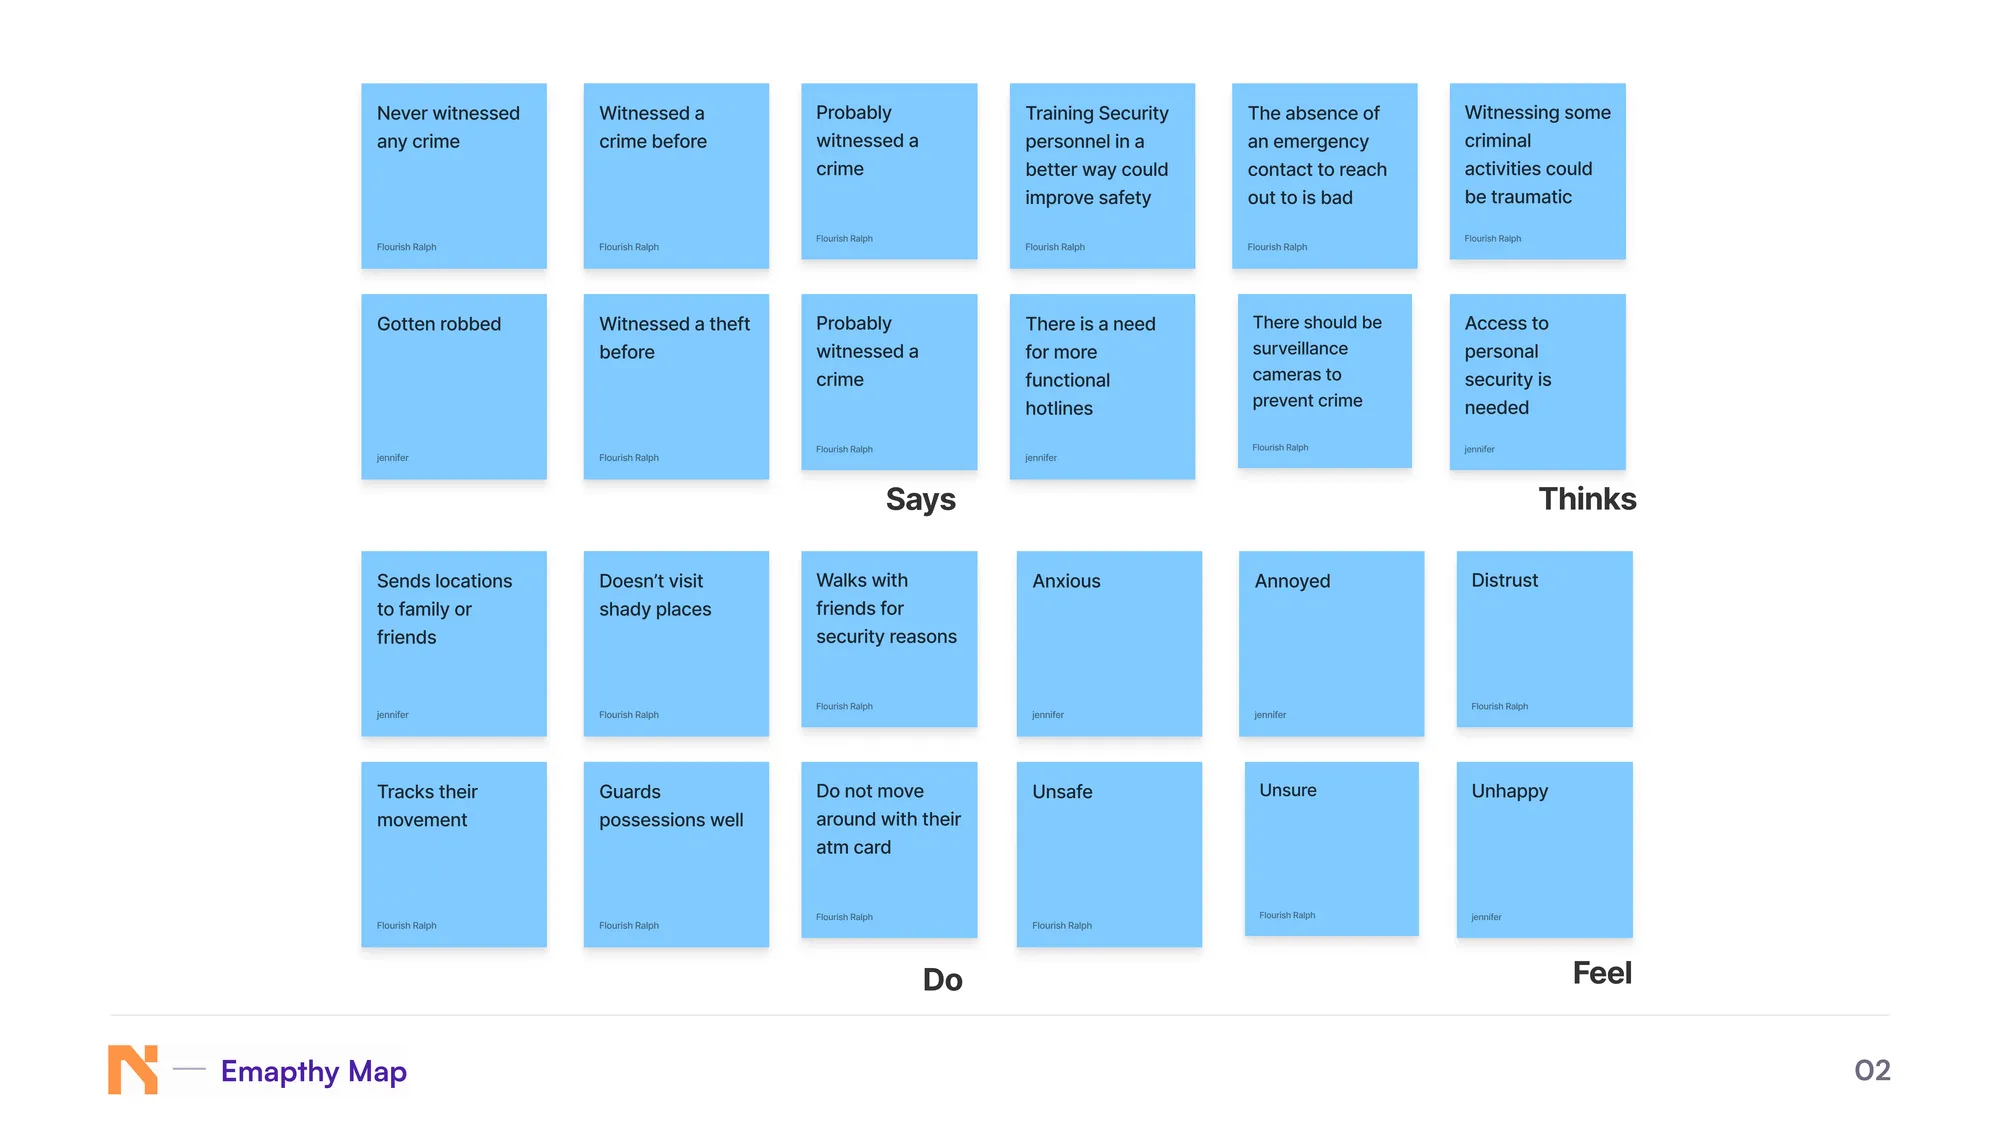 Never witnessed
any crime
Flourish Ralph
Witnessed a
crime before
Flourish Ralph
Probably
witnessed a
crime
Flourish Ralph
Gotten robbed
jennifer
Witnessed a theft
before
Flourish Ralph
Probably
witnessed a
crime
Flourish Ralph
Says
Training Security
personnel in a
better way could
improve safety
Flourish Ralph
The absence of
an emergency
contact to reach
out to is bad
Flourish Ralph
Witnessing some
criminal
activities could
be traumatic
Flourish Ralph
There is a need
for more
functional
hotlines
jennifer
There should be
surveillance
cameras to
prevent crime
Flourish Ralph
Access to
personal
security is
needed
jennifer
Thinks
Sends locations
to family or
friends
jennifer
Doesn’t visit
shady places
Flourish Ralph
Walks with
friends for
security reasons
Flourish Ralph
Tracks their
movement
Flourish Ralph
Guards
possessions well
Flourish Ralph
Do not move
around with their
atm card
Flourish Ralph
Do
Anxious
jennifer
Annoyed
jennifer
Distrust
Flourish Ralph
Unsafe
Flourish Ralph
Unsure
Flourish Ralph
Unhappy
jennifer
Feel
N — Emapthy Map
02